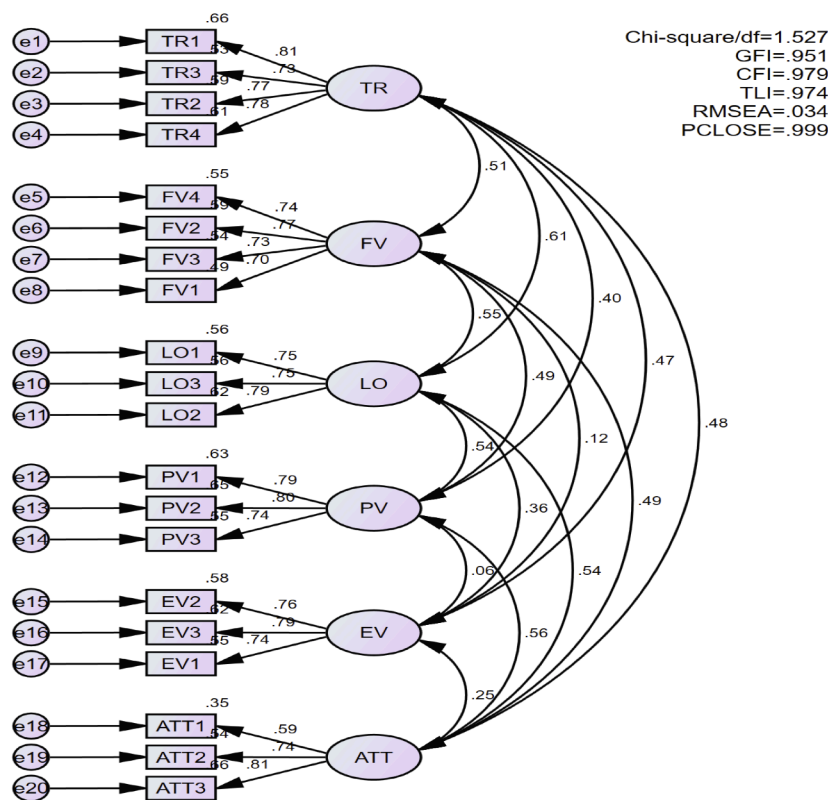 Chi-square/df=1.527
GFI=.951
CFI=.979
TLI=.974
RMSEA=.034
PCLOSE=.999
.66
e1 TR1 .81
.53
e2 TR3 .73 TR
.59
e3 TR2 .77
.61
e4 TR4 .78
.51
.55
e5 FV4 .74
.59
e6 FV2 .77 FV
.54
e7 FV3 .73
.49
e8 FV1 .70
.61
.40
.55
.56
e9 LO1 .75
.56
e10 LO3 .75 LO
.62
e11 LO2 .79
.47
.49
.48
.12
.54
.63
e12 PV1 .79
.65
e13 PV2 .80 PV
.55
e14 PV3 .74
.49
.36
.06
.54
.58
e15 EV2 .76
.62
e16 EV3 .79 EV
.55
e17 EV1 .74
.56
.25
.35
e18 ATT1 .59
.54
e19 ATT2 .74 ATT
.66
e20 ATT3 .81